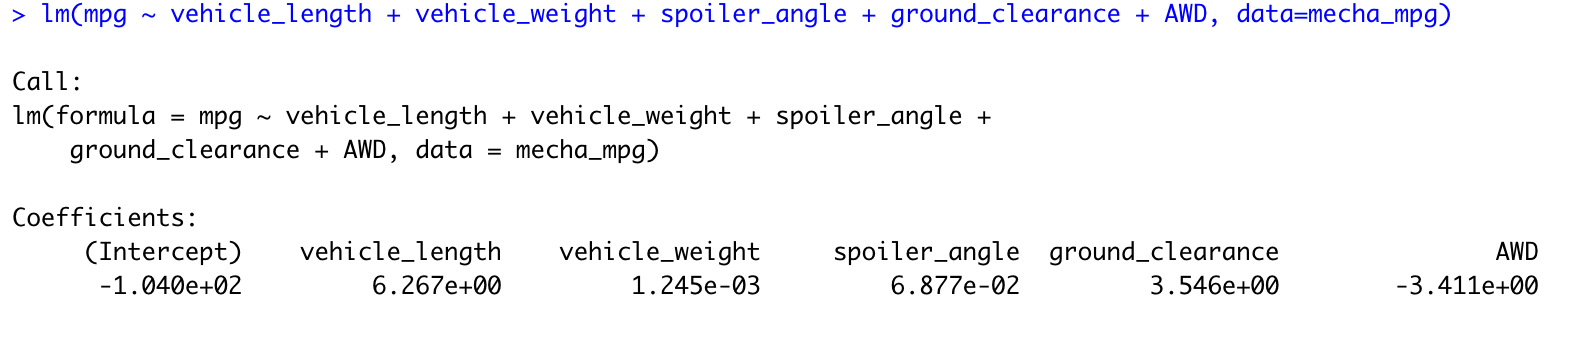 > lm(mpg ~ vehicle_length + vehicle_weight + spoiler_angle + ground_clearance + AWD, data=mecha_mpg)
Call:
lm(formula = mpg ~ vehicle_length + vehicle_weight + spoiler_angle +
    ground_clearance + AWD, data = mecha_mpg)
Coefficients:
     (Intercept)    vehicle_length    vehicle_weight     spoiler_angle  ground_clearance               AWD
      -1.040e+02         6.267e+00         1.245e-03         6.877e-02         3.546e+00        -3.411e+00